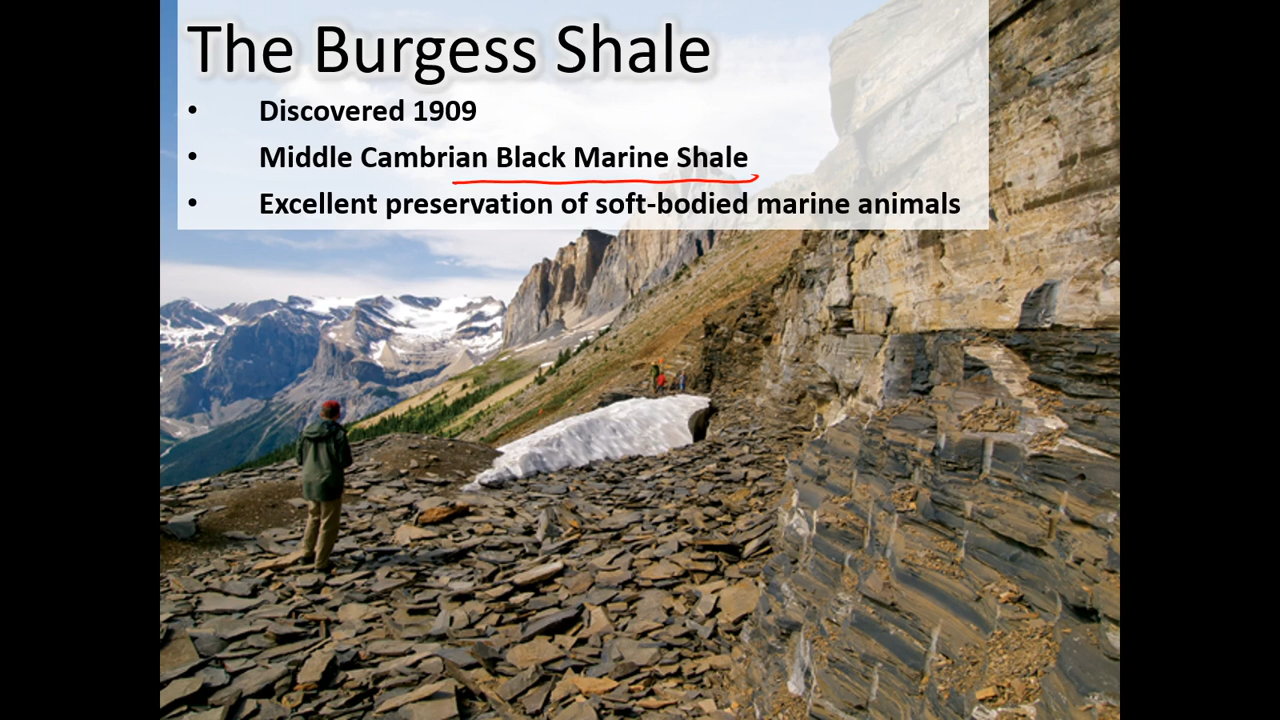 The Burgess Shale
• Discovered 1909
• Middle Cambrian Black Marine Shale
• Excellent preservation of soft-bodied marine animals